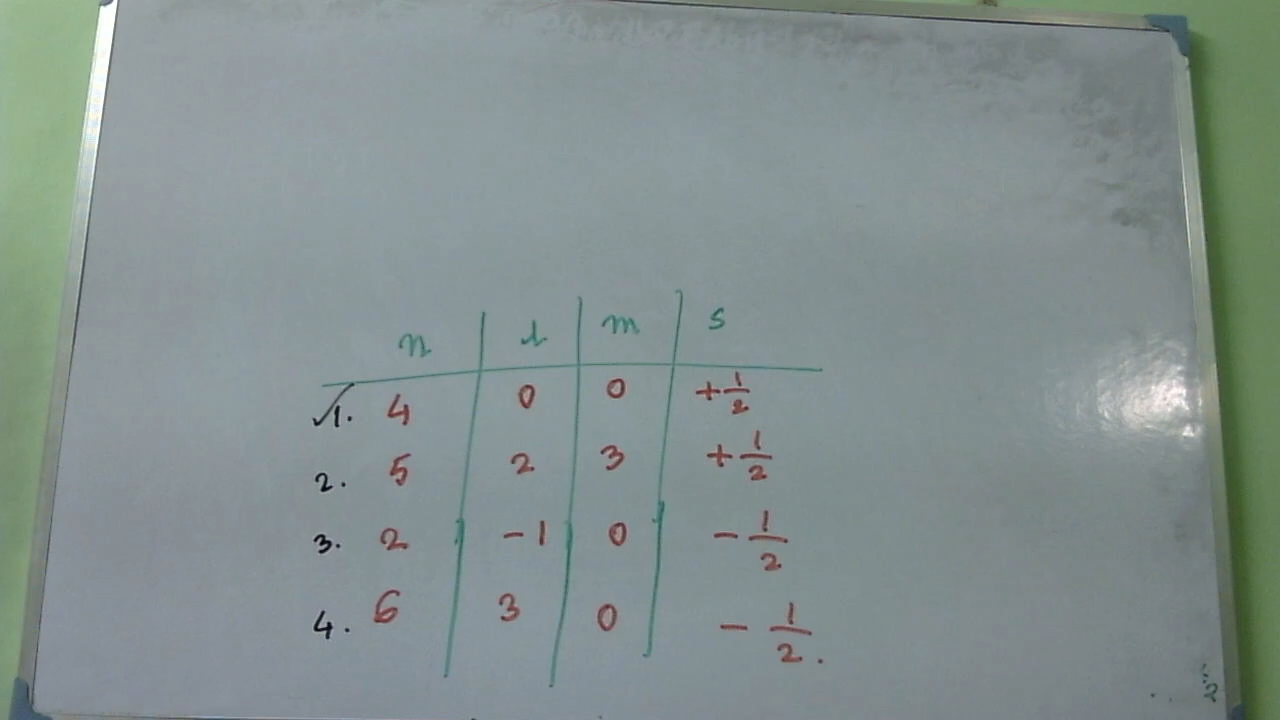 n l m s
√1. 4 0 0 +1/2
2. 5 2 3 +1/2
3. 2 -1 0 -1/2
4. 6 3 0 -1/2.